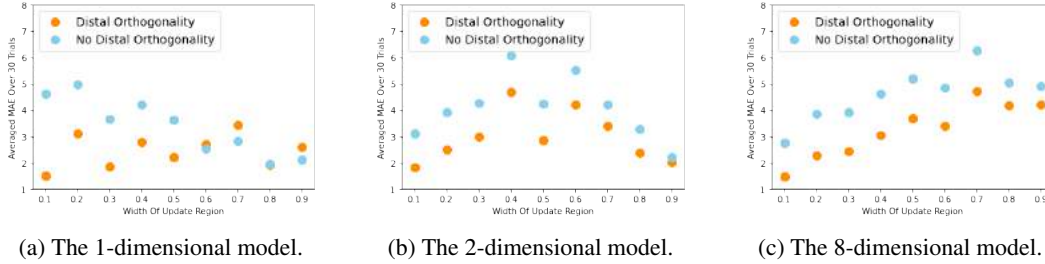 8
7
6
5
4
3
2
1
Averaged MAE Over 30 Trials
Distal Orthogonality
No Distal Orthogonality
0.1 0.2 0.3 0.4 0.5 0.6 0.7 0.8 0.9
Width Of Update Region
(a) The 1-dimensional model.
8
7
6
5
4
3
2
1
Averaged MAE Over 30 Trials
Distal Orthogonality
No Distal Orthogonality
0.1 0.2 0.3 0.4 0.5 0.6 0.7 0.8 0.9
Width Of Update Region
(b) The 2-dimensional model.
8
7
6
5
4
3
2
1
Averaged MAE Over 30 Trials
Distal Orthogonality
No Distal Orthogonality
0.1 0.2 0.3 0.4 0.5 0.6 0.7 0.8 0.9
Width Of Update Region
(c) The 8-dimensional model.